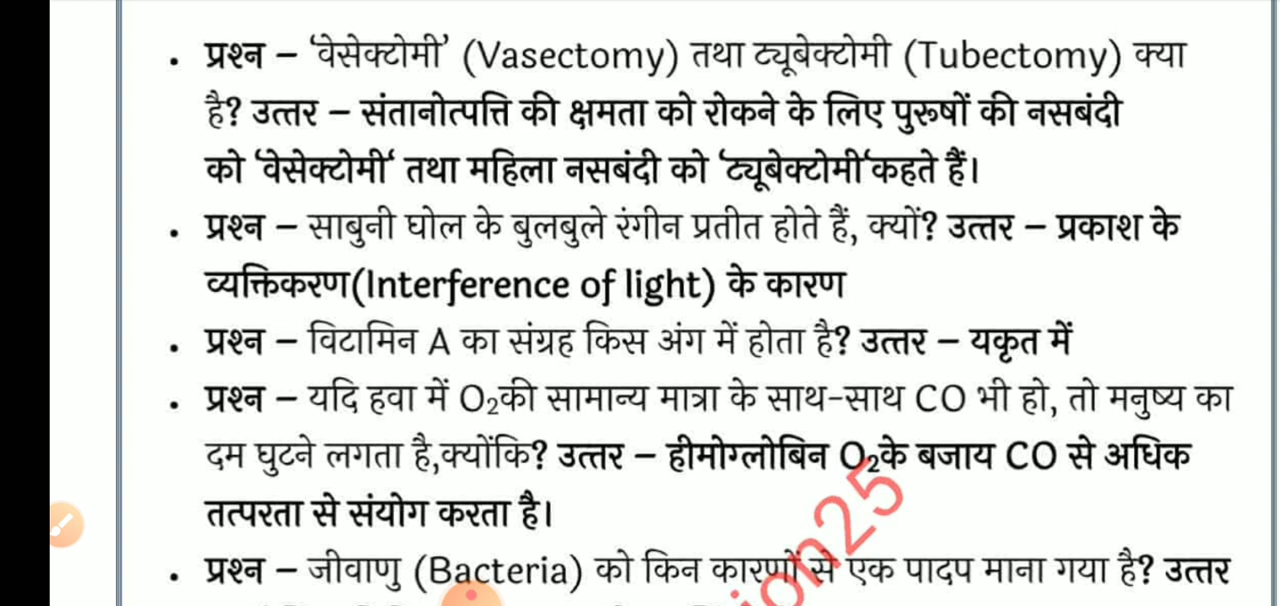 • प्रश्न – ‘वेसेक्टोमी’ (Vasectomy) तथा ट्यूबेक्टोमी (Tubectomy) क्या
है? उत्तर – संतानोत्पत्ति की क्षमता को रोकने के लिए पुरूषों की नसबंदी
को ‘वेसेक्टोमी‘ तथा महिला नसबंदी को ‘ट्यूबेक्टोमी‘कहते हैं।
• प्रश्न – साबुनी घोल के बुलबुले रंगीन प्रतीत होते हैं, क्यों? उत्तर – प्रकाश के
व्यक्तिकरण(Interference of light) के कारण
• प्रश्न – विटामिन A का संग्रह किस अंग में होता है? उत्तर – यकृत में
• प्रश्न – यदि हवा में O₂की सामान्य मात्रा के साथ-साथ CO भी हो, तो मनुष्य का
दम घुटने लगता है,क्योंकि? उत्तर – हीमोग्लोबिन O₂के बजाय CO से अधिक
तत्परता से संयोग करता है।
ion25
• प्रश्न – जीवाणु (Bacteria) को किन कारणों से एक पादप माना गया है? उत्तर